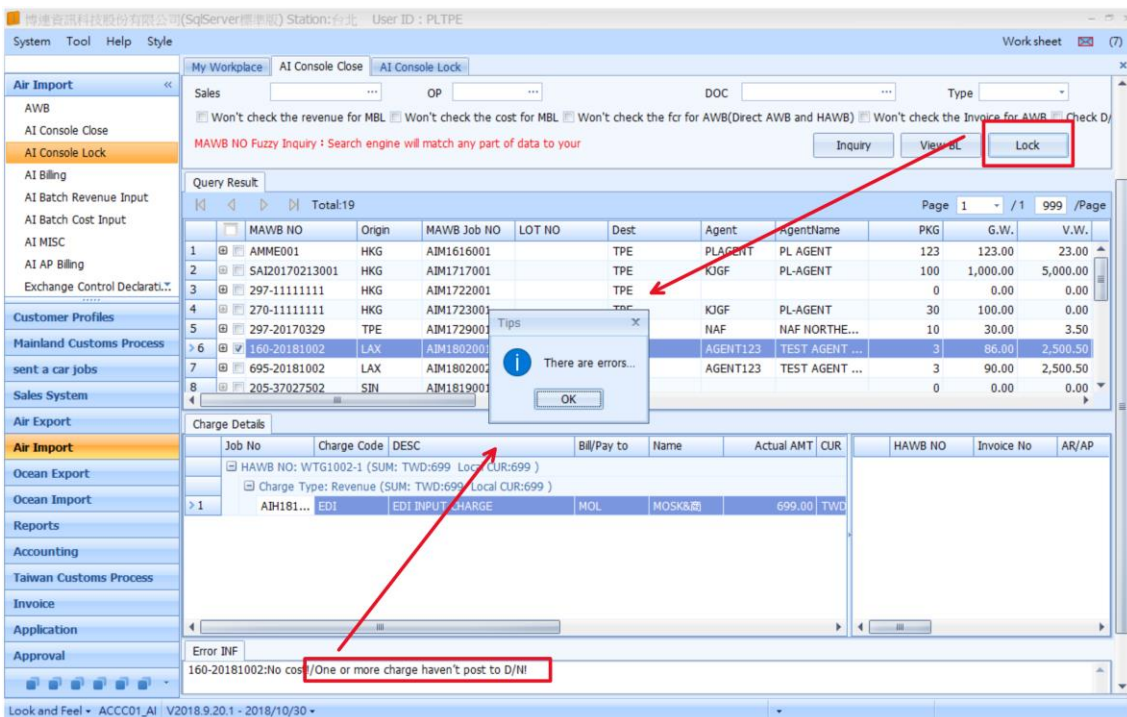 博連資訊科技股份有限公司(SqlServer標準版) Station:台北 User ID : PLTPE
System Tool Help Style Work sheet (7)
My Workplace AI Console Close AI Console Lock
Air Import
AWB
AI Console Close
AI Console Lock
AI Billing
AI Batch Revenue Input
AI Batch Cost Input
AI MISC
AI AP Billing
Exchange Control Declarati...
Customer Profiles
Mainland Customs Process
sent a car jobs
Sales System
Air Export
Air Import
Ocean Export
Ocean Import
Reports
Accounting
Taiwan Customs Process
Invoice
Application
Approval
Sales ... OP ... DOC ... Type
Won't check the revenue for MBL Won't check the cost for MBL Won't check the fcr for AWB(Direct AWB and HAWB) Won't check the Invoice for AWB Check D/
MAWB NO Fuzzy Inquiry : Search engine will match any part of data to your Inquiry View BL Lock
Query Result
Total:19 Page 1 / 1 999 /Page
MAWB NO Origin MAWB Job NO LOT NO Dest Agent AgentName PKG G.W. V.W.
1 AMME001 HKG AIM1616001 TPE PLAGENT PL AGENT 123 123.00 23.00
2 SAI20170213001 HKG AIM1717001 TPE KJGF PL-AGENT 100 1,000.00 5,000.00
3 297-11111111 HKG AIM1722001 TPE 0 0.00 0.00
4 270-11111111 HKG AIM1723001 TPE KJGF PL-AGENT 30 100.00 0.00
5 297-20170329 TPE AIM1729001 NAF NAF NORTHE... 10 30.00 3.50
6 160-20181002 LAX AIM1802001 AGENT123 TEST AGENT ... 3 86.00 2,500.50
7 695-20181002 LAX AIM1802002 AGENT123 TEST AGENT ... 3 90.00 2,500.50
8 205-37027502 SIN AIM1819001 0 0.00 0.00
Tips
There are errors...
OK
Charge Details
Job No Charge Code DESC Bill/Pay to Name Actual AMT CUR HAWB NO Invoice No AR/AP
HAWB NO: WTG1002-1 (SUM: TWD:699 Local CUR:699 )
Charge Type: Revenue (SUM: TWD:699 Local CUR:699 )
1 AIH181... EDI EDI INPUT CHARGE MOL MOSK&商 699.00 TWD
Error INF
160-20181002:No cost!/One or more charge haven't post to D/N!
Look and Feel ACCC01_AI V2018.9.20.1 - 2018/10/30